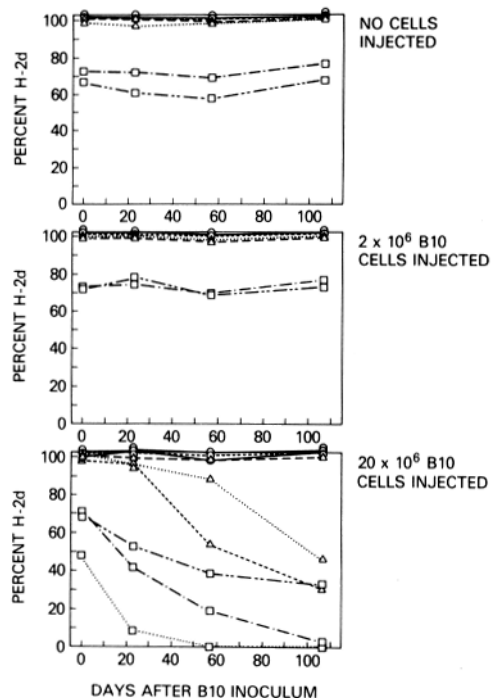 100
80
60
40
20
0
PERCENT H-2d
0 20 40 60 80 100
NO CELLS
INJECTED
100
80
60
40
20
0
PERCENT H-2d
0 20 40 60 80 100
2 x 10⁶ B10
CELLS INJECTED
100
80
60
40
20
0
PERCENT H-2d
0 20 40 60 80 100
20 x 10⁶ B10
CELLS INJECTED
DAYS AFTER B10 INOCULUM